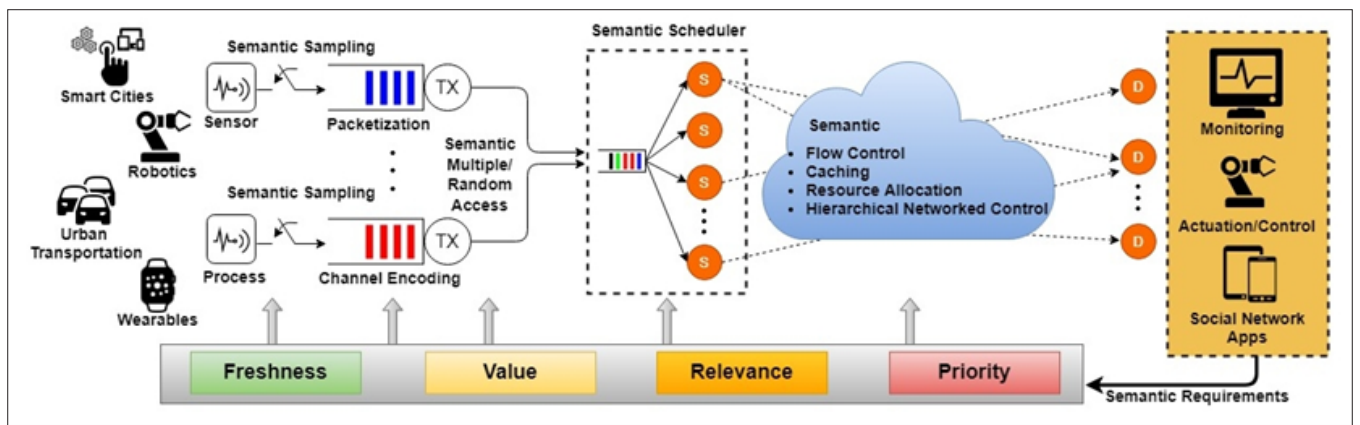 Smart Cities
Robotics
Urban
Transportation
Wearables
Semantic Sampling
Sensor
TX
Packetization
Semantic Sampling
Process
TX
Channel Encoding
Semantic
Multiple/
Random
Access
Semantic Scheduler
S
S
S
S
Semantic
• Flow Control
• Caching
• Resource Allocation
• Hierarchical Networked Control
D
D
D
Monitoring
Actuation/Control
Social Network
Apps
Freshness
Value
Relevance
Priority
Semantic Requirements